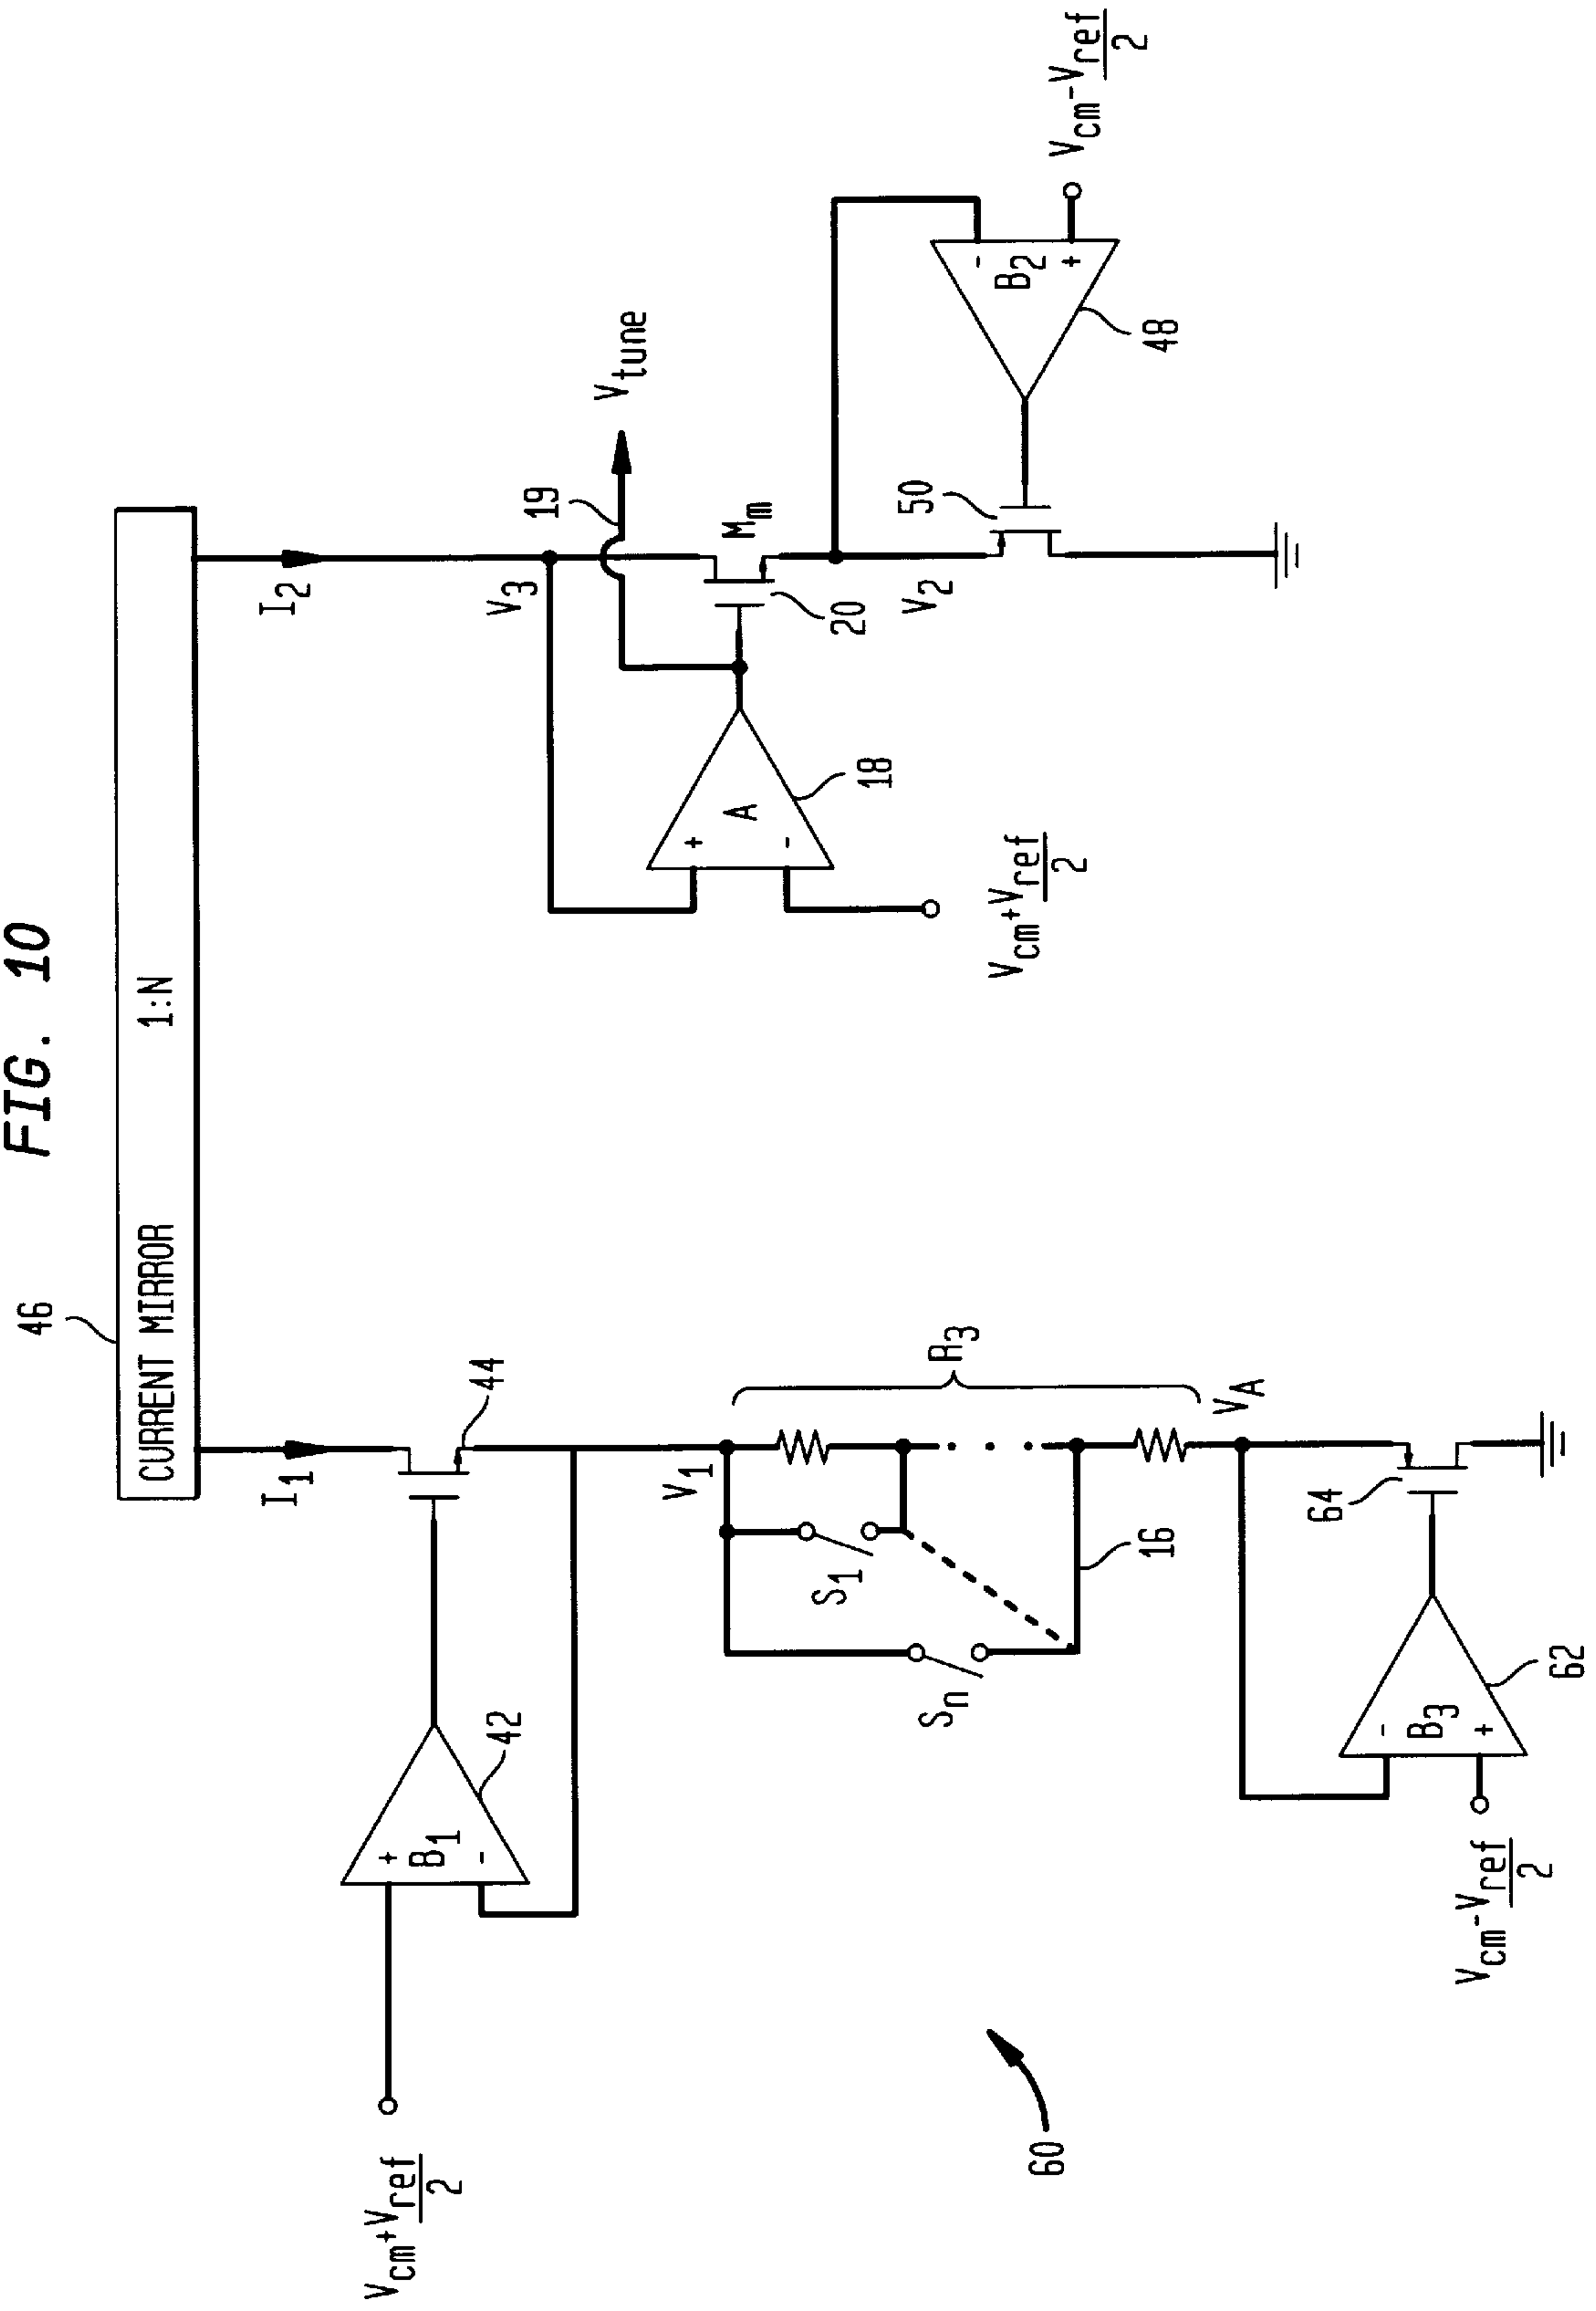 FIG. 10
46
CURRENT MIRROR 1:N
I1
I2
44
42
B1
+
-
Vcm+Vref/2
V1
S1
Sn
R3
16
VA
64
62
B3
-
+
Vcm-Vref/2
60
V3
19
Vtune
Mm
20
A
+
-
18
Vcm+Vref/2
V2
50
B2
-
+
48
Vcm-Vref/2